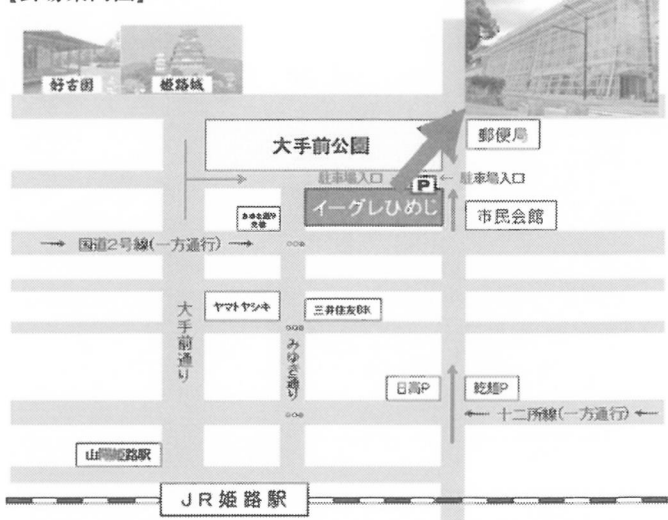 好古園
姫路城
大手前公園
郵便局
駐車場入口
P
駐車場入口
イーグレひめじ
市民会館
国道2号線(一方通行)
ヤマトヤシキ
三井住友BK
大手前通り
みゆき通り
日高P
乾麺P
十二所線(一方通行)
山陽姫路駅
JR姫路駅